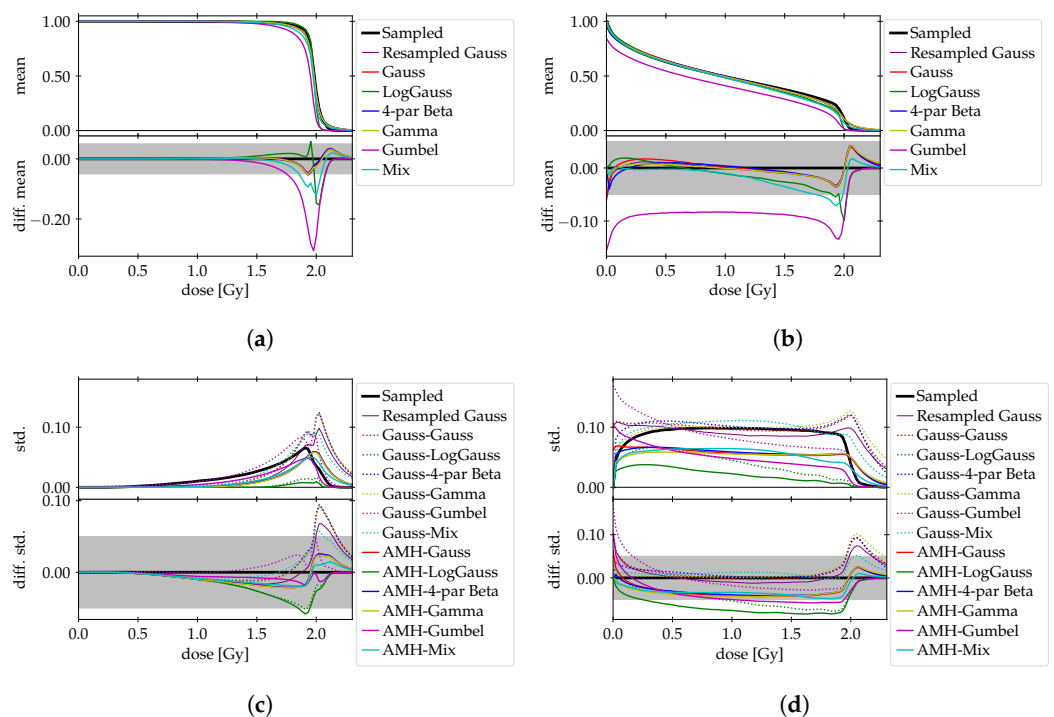 1.00
0.50
0.00
mean
0.00
−0.20
diff. mean
0.0 0.5 1.0 1.5 2.0
dose [Gy]
Sampled
Resampled Gauss
Gauss
LogGauss
4-par Beta
Gamma
Gumbel
Mix
(a)
1.00
0.50
0.00
mean
0.00
−0.10
diff. mean
0.0 0.5 1.0 1.5 2.0
dose [Gy]
Sampled
Resampled Gauss
Gauss
LogGauss
4-par Beta
Gamma
Gumbel
Mix
(b)
0.10
0.00
std.
0.10
0.00
diff. std.
0.0 0.5 1.0 1.5 2.0
dose [Gy]
Sampled
Resampled Gauss
Gauss-Gauss
Gauss-LogGauss
Gauss-4-par Beta
Gauss-Gamma
Gauss-Gumbel
Gauss-Mix
AMH-Gauss
AMH-LogGauss
AMH-4-par Beta
AMH-Gamma
AMH-Gumbel
AMH-Mix
(c)
0.10
0.00
std.
0.10
0.00
diff. std.
0.0 0.5 1.0 1.5 2.0
dose [Gy]
Sampled
Resampled Gauss
Gauss-Gauss
Gauss-LogGauss
Gauss-4-par Beta
Gauss-Gamma
Gauss-Gumbel
Gauss-Mix
AMH-Gauss
AMH-LogGauss
AMH-4-par Beta
AMH-Gamma
AMH-Gumbel
AMH-Mix
(d)